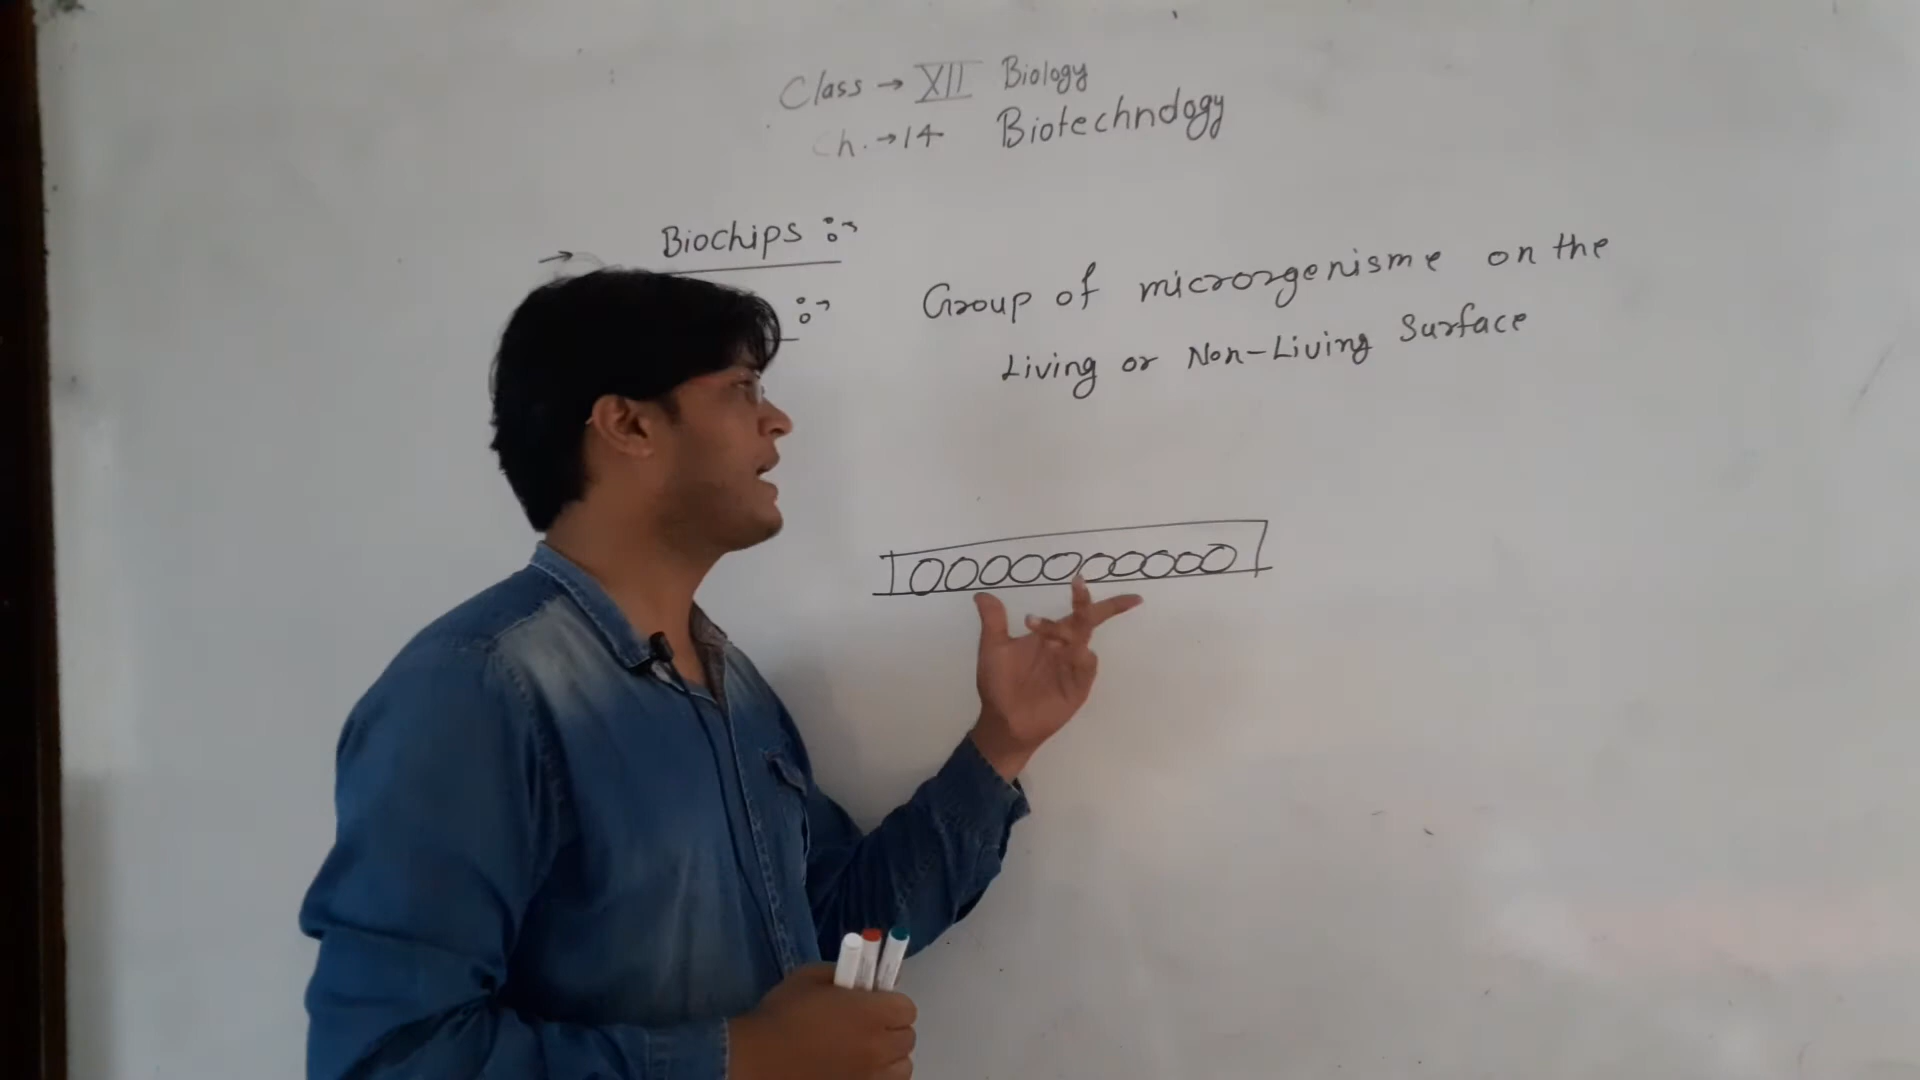 Class → XII Biology
Ch. → 14 Biotechnology
→ Biochips :-
Group of microorgenisme on the
Living or Non-Living Surface